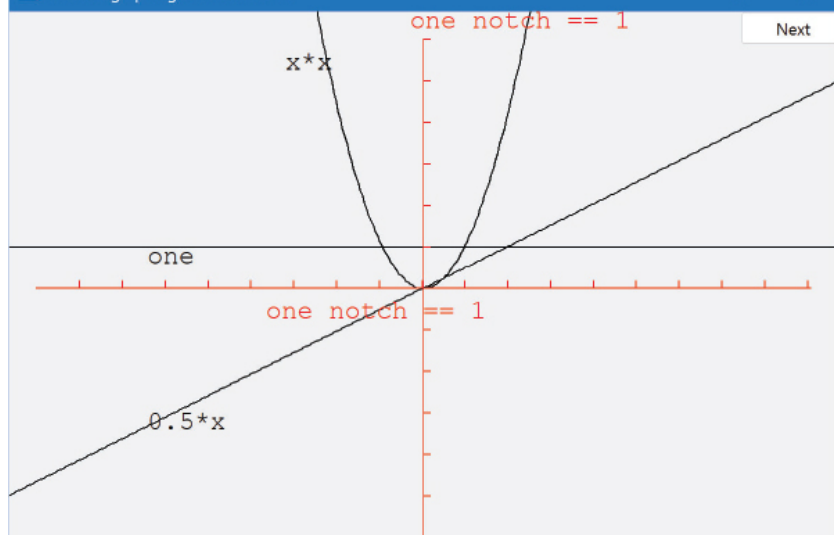 one notch == 1
Next
x*x
one
one notch == 1
0.5*x